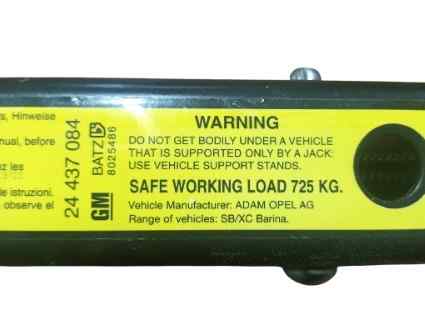 s, Hinweise
nual, before
ez les
le istruzioni.
observe el
24 437 084
GM
BATZ
8025486
WARNING
DO NOT GET BODILY UNDER A VEHICLE
THAT IS SUPPORTED ONLY BY A JACK:
USE VEHICLE SUPPORT STANDS.
SAFE WORKING LOAD 725 KG.
Vehicle Manufacturer: ADAM OPEL AG
Range of vehicles: SB/XC Barina.